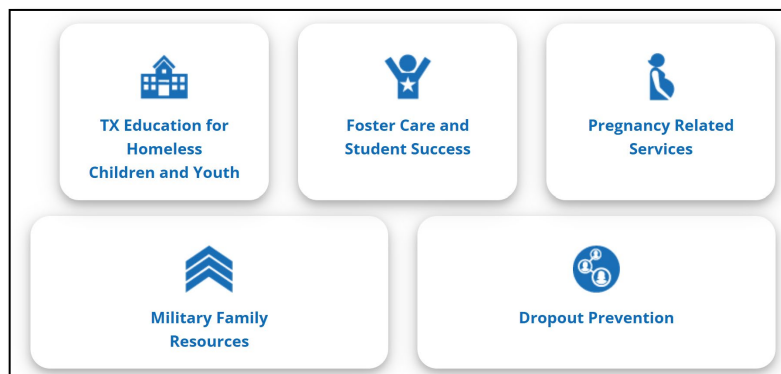 TX Education for
Homeless
Children and Youth
Foster Care and
Student Success
Pregnancy Related
Services
Military Family
Resources
Dropout Prevention